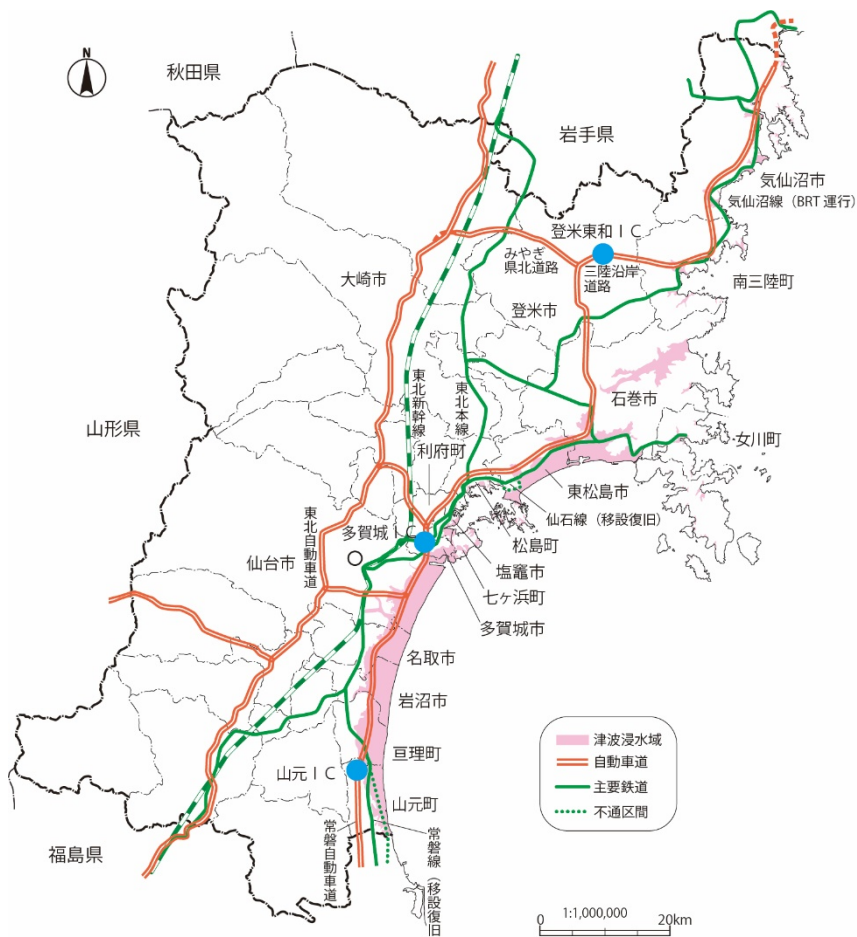 N
秋田県
岩手県
気仙沼市
気仙沼線（BRT 運行）
登米東和ＩＣ
みやぎ
県北道路
三陸沿岸
道路
南三陸町
大崎市
登米市
東北新幹線
東北本線
石巻市
山形県
利府町
女川町
東松島市
仙石線（移設復旧）
東北自動車道
多賀城ＩＣ
松島町
仙台市
塩竈市
七ヶ浜町
多賀城市
名取市
岩沼市
亘理町
山元ＩＣ
山元町
常磐自動車道
常磐線（移設復旧）
福島県
津波浸水域
自動車道
主要鉄道
不通区間
1:1,000,000
0
20km